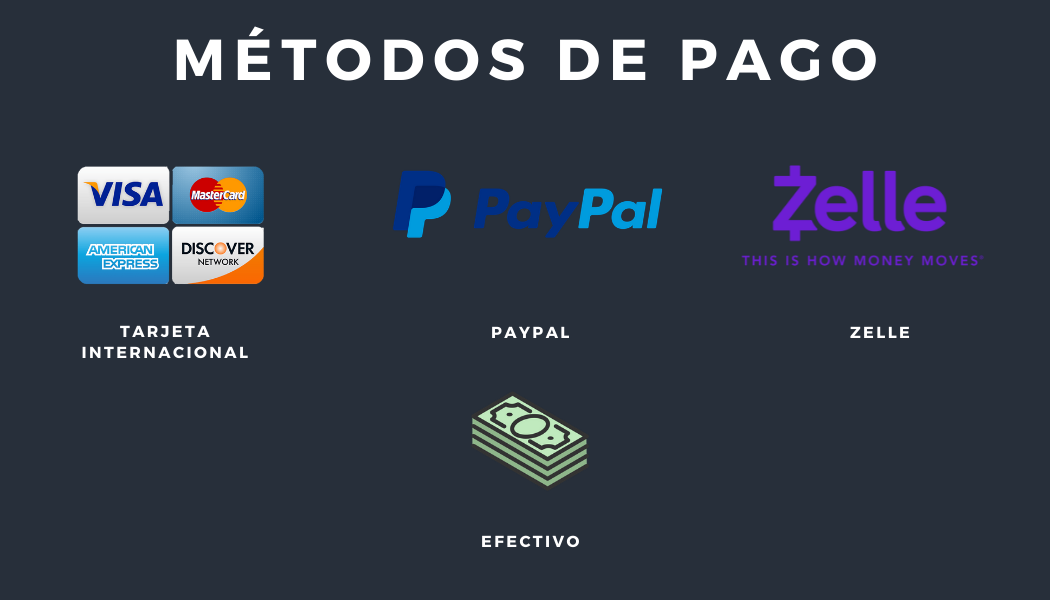 MÉTODOS DE PAGO
VISA
MasterCard
AMERICAN
EXPRESS
DISCOVER
NETWORK
PayPal
Zelle
THIS IS HOW MONEY MOVES
TARJETA
INTERNACIONAL
PAYPAL
ZELLE
EFECTIVO